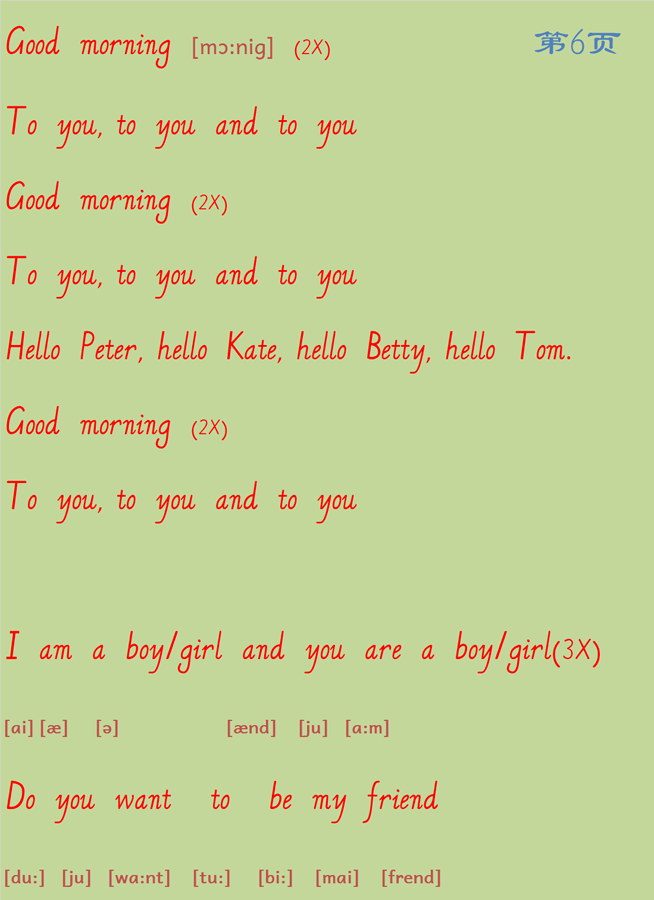 Good morning [mɔ:nig] (2X) 第6页
To you, to you and to you
Good morning (2X)
To you, to you and to you
Hello Peter, hello Kate, hello Betty, hello Tom.
Good morning (2X)
To you, to you and to you
I am a boy/girl and you are a boy/girl(3X)
[ai] [æ] [ə] [ænd] [ju] [a:m]
Do you want to be my friend
[du:] [ju] [wa:nt] [tu:] [bi:] [mai] [frend]